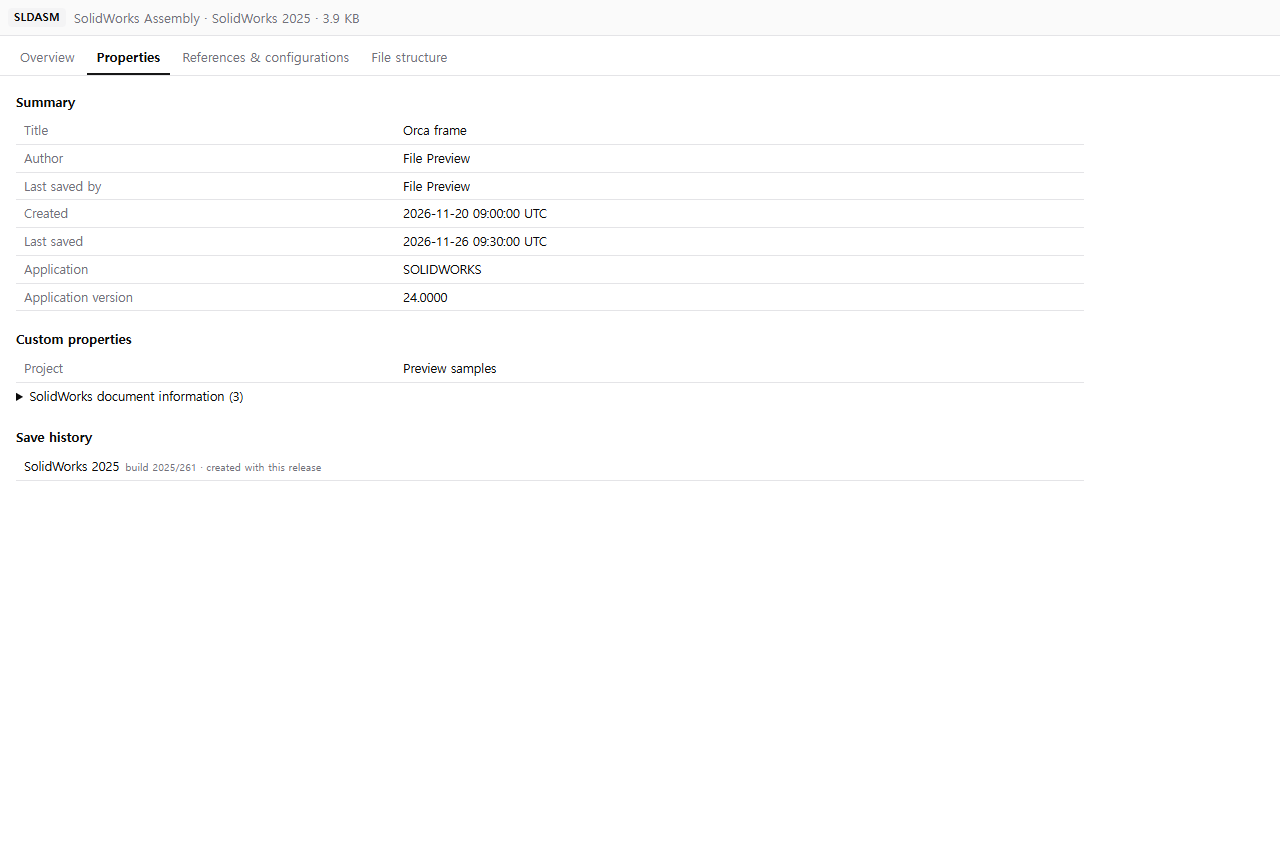 SLDASM SolidWorks Assembly · SolidWorks 2025 · 3.9 KB
Overview Properties References & configurations File structure
Summary
Title Orca frame
Author File Preview
Last saved by File Preview
Created 2026-11-20 09:00:00 UTC
Last saved 2026-11-26 09:30:00 UTC
Application SOLIDWORKS
Application version 24.0000
Custom properties
Project Preview samples
▶ SolidWorks document information (3)
Save history
SolidWorks 2025 build 2025/261 · created with this release